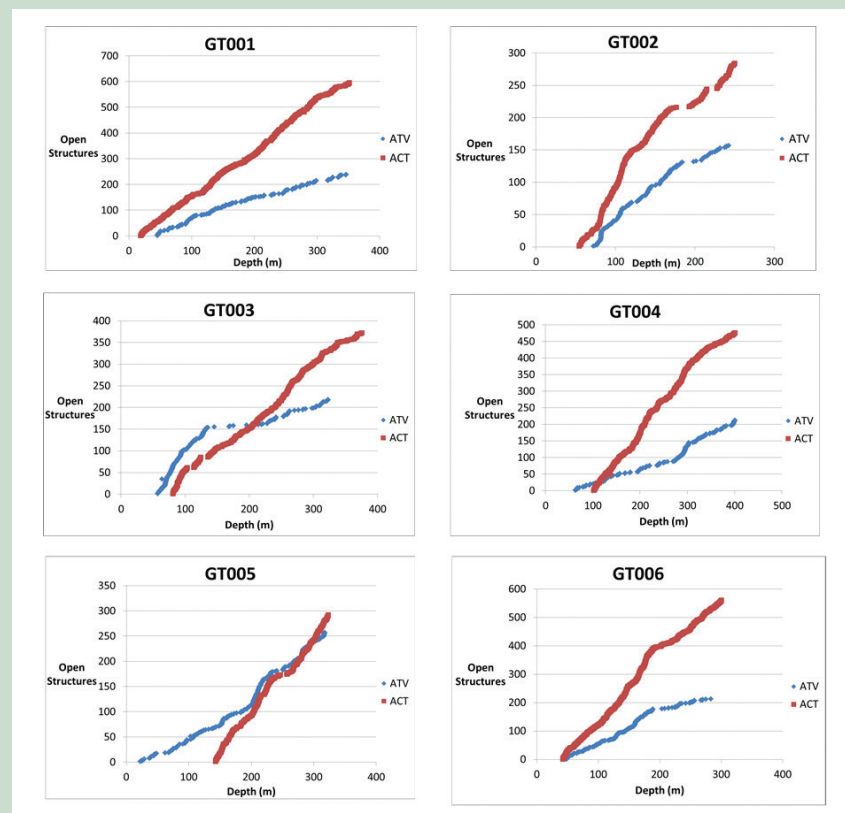 GT001
700
600
500
400
300
200
100
0
Open
Structures
ATV
ACT
0
100
200
300
400
Depth (m)
GT002
300
250
200
150
100
50
0
Open
Structures
ATV
ACT
0
100
200
300
Depth (m)
GT003
400
350
300
250
200
150
100
50
0
Open
Structures
ATV
ACT
0
100
200
300
400
Depth (m)
GT004
500
450
400
350
300
250
200
150
100
50
0
Open
Structures
ATV
ACT
0
100
200
300
400
500
Depth (m)
GT005
300
250
200
150
100
50
0
Open
Structures
ATV
ACT
0
100
200
300
400
Depth (m)
GT006
600
500
400
300
200
100
0
Open
Structures
ATV
ACT
0
100
200
300
400
Depth (m)